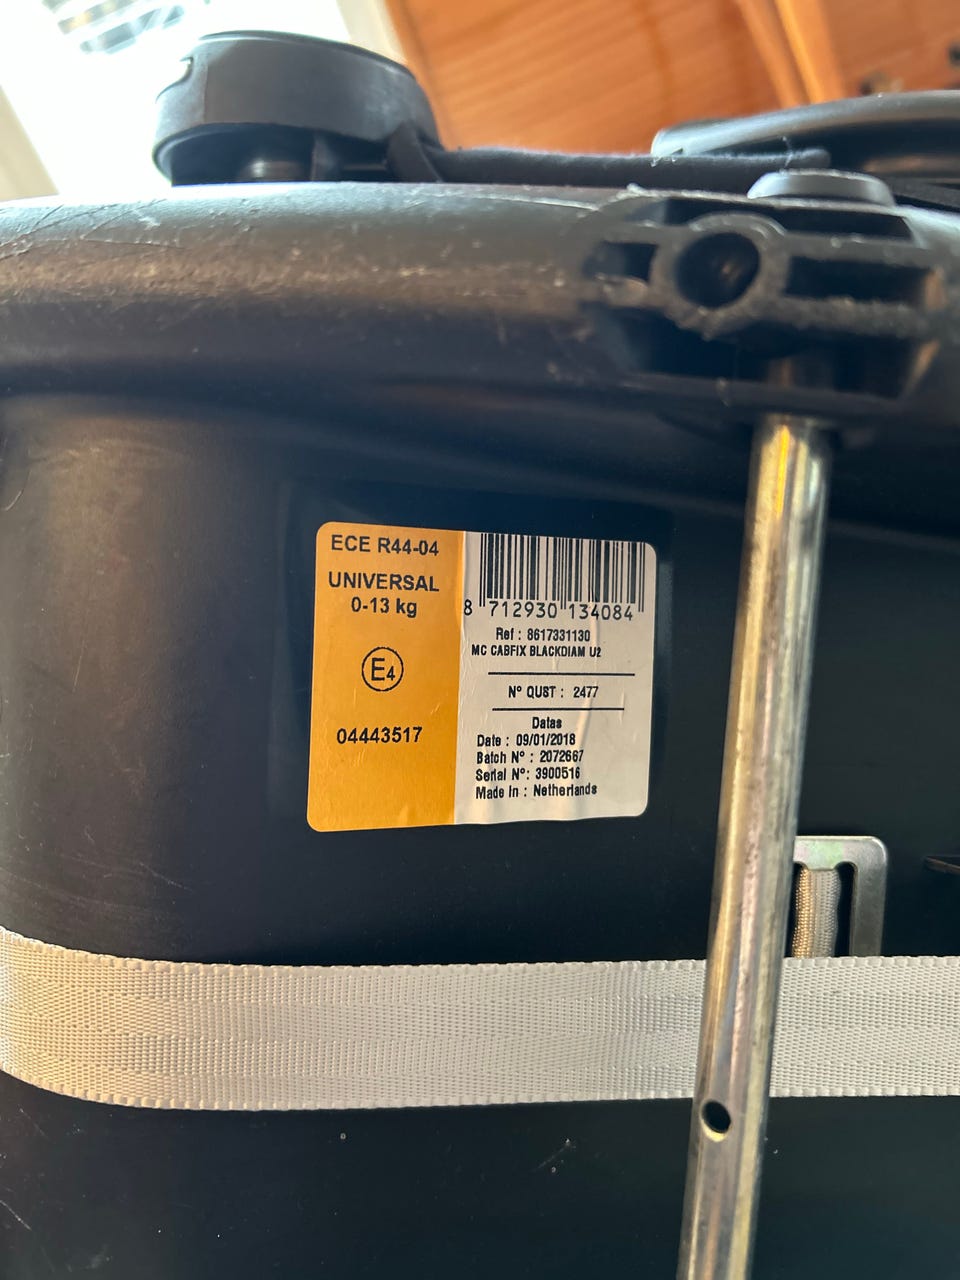 ECE R44-04
UNIVERSAL
0-13 kg
E4
04443517
8 712930 134084
Ref : 8617331130
MC CABFIX BLACKDIAM U2
N° QUST : 2477
Datas
Date : 09/01/2018
Batch N° : 2072667
Serial N°: 3900516
Made In : Netherlands